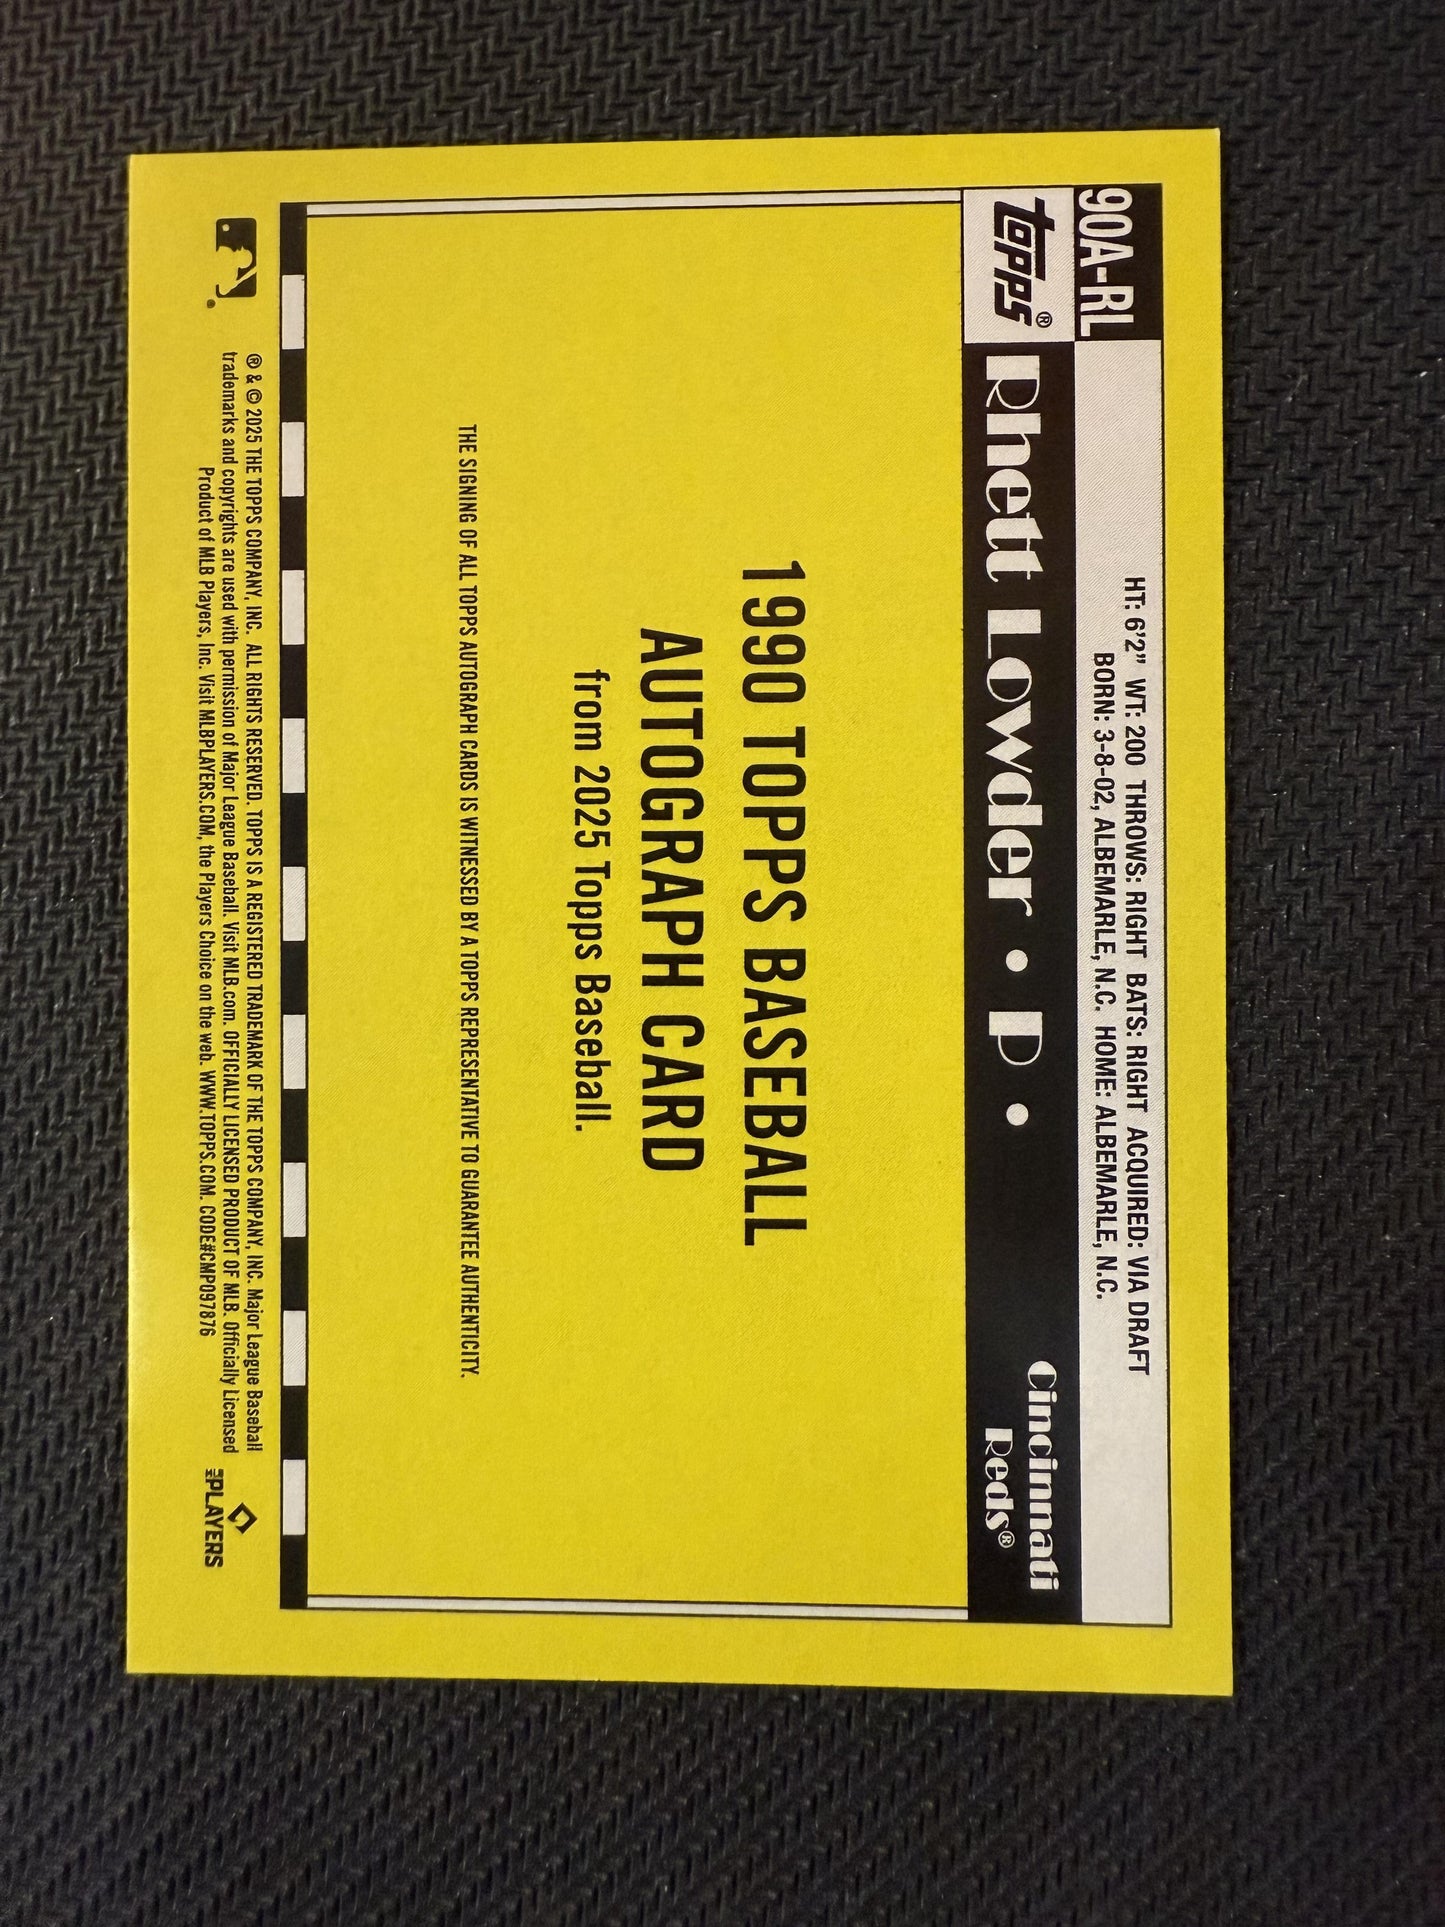 90A-RL
HT: 6'2" WT: 200 THROWS: RIGHT BATS: RIGHT ACQUIRED: VIA DRAFT
BORN: 3-8-02, ALBEMARLE, N.C. HOME: ALBEMARLE, N.C.
topps®
Rhett Lowder • P •
Cincinnati
Reds®
1990 TOPPS BASEBALL
AUTOGRAPH CARD
from 2025 Topps Baseball.
THE SIGNING OF ALL TOPPS AUTOGRAPH CARDS IS WITNESSED BY A TOPPS REPRESENTATIVE TO GUARANTEE AUTHENTICITY.
® & © 2025 THE TOPPS COMPANY, INC. ALL RIGHTS RESERVED. TOPPS IS A REGISTERED TRADEMARK OF THE TOPPS COMPANY, INC. Major League Baseball
trademarks and copyrights are used with permission of Major League Baseball. Visit MLB.com. OFFICIALLY LICENSED PRODUCT OF MLB. Officially Licensed
Product of MLB Players, Inc. Visit MLBPLAYERS.COM, the Players Choice on the web. WWW.TOPPS.COM. CODE#CMP097876
®
MLB PLAYERS